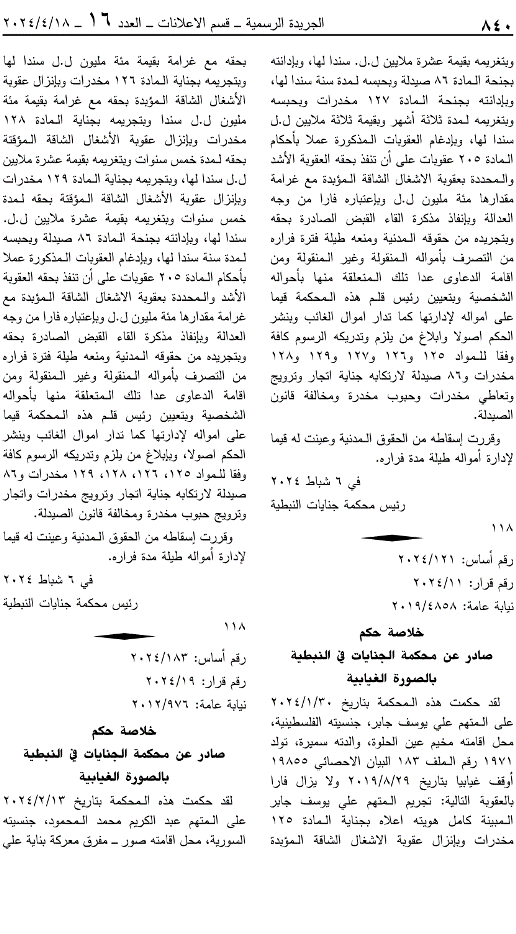 ٨٤٠
الجريدة الرسمية ــ قسم الاعلانات ــ العدد ١٦ ــ ٢٠٢٤/٤/١٨
وبتغريمه بقيمة عشرة ملايين ل.ل. سندا لها، وبإدانته
بجنحة المادة ٨٦ صيدلة وبحبسه لمدة سنة سندا لها،
وبإدانته بجنحة المادة ١٢٧ مخدرات وبحبسه
لمدة ثلاثة أشهر وبقيمة ثلاثة ملايين ل.ل
سندا لها، وبإدغام العقوبات المذكورة عملا بأحكام
المادة ٢٠٥ عقوبات على أن تنفذ بحقه العقوبة الأشد
والمحددة بعقوبة الاشغال الشاقة المؤبدة مع غرامة
مقدارها مئة مليون ل.ل وبإعتباره فارا من وجه
العدالة وبإنفاذ مذكرة القاء القبض الصادرة بحقه
وبتجريده من حقوقه المدنية ومنعه طيلة فترة فراره
من التصرف بأمواله المنقولة وغير المنقولة ومن
اقامة الدعاوى عدا تلك المتعلقة منها بأحواله
الشخصية وبتعيين رئيس قلم هذه المحكمة قيما
على امواله لإدارتها كما تدار اموال الغائب وبنشر
الحكم اصولا وابلاغ من يلزم وتدريكه الرسوم كافة
وفقا للمواد ١٢٥ و١٢٦ و١٢٧ و١٢٩ و١٢٨
مخدرات و٨٦ صيدلة لارتكابه جناية اتجار وترويج
وتعاطي مخدرات وحبوب مخدرة ومخالفة قانون
الصيدلة.
وقررت إسقاطه من الحقوق المدنية وعينت له قيما
لإدارة أمواله طيلة مدة فراره.
في ٦ شباط ٢٠٢٤
رئيس محكمة جنايات النبطية
١١٨
رقم أساس: ٢٠٢٤/١٢١
رقم قرار: ٢٠٢٤/١١
نيابة عامة: ٢٠١٩/٤٨٥٨
خلاصة حكم
صادر عن محكمة الجنايات في النبطية
بالصورة الغيابية
لقد حكمت هذه المحكمة بتاريخ ٢٠٢٤/١/٣٠
على المتهم علي يوسف جابر، جنسيته الفلسطينية،
محل اقامته مخيم عين الحلوة، والدته سميرة، تولد
١٩٧١ رقم الملف ١٨٣ البيان الاحصائي ١٩٨٥٥
أوقف غيابيا بتاريخ ٢٠١٩/٨/٢٩ ولا يزال فارا
بالعقوبة التالية: تجريم المتهم علي يوسف جابر
المبينة كامل هويته اعلاه بجناية المادة ١٢٥
مخدرات وبإنزال عقوبة الاشغال الشاقة المؤبدة
بحقه مع غرامة بقيمة مئة مليون ل.ل سندا لها
وبتجريمه بجناية المادة ١٢٦ مخدرات وبإنزال عقوبة
الأشغال الشاقة المؤبدة بحقه مع غرامة بقيمة مئة
مليون ل.ل سندا وبتجريمه بجناية المادة ١٢٨
مخدرات وبإنزال عقوبة الأشغال الشاقة المؤقتة
بحقه لمدة خمس سنوات وبتغريمه بقيمة عشرة ملايين
ل.ل سندا لها، وبتجريمه بجناية المادة ١٢٩ مخدرات
وبإنزال عقوبة الأشغال الشاقة المؤقتة بحقه لمدة
خمس سنوات وبتغريمه بقيمة عشرة ملايين ل.ل.
سندا لها، وبإدانته بجنحة المادة ٨٦ صيدلة وبحبسه
لمدة سنة سندا لها، وبإدغام العقوبات المذكورة عملا
بأحكام المادة ٢٠٥ عقوبات على أن تنفذ بحقه العقوبة
الأشد والمحددة بعقوبة الاشغال الشاقة المؤبدة مع
غرامة مقدارها مئة مليون ل.ل وبإعتباره فارا من وجه
العدالة وبإنفاذ مذكرة القاء القبض الصادرة بحقه
وبتجريده من حقوقه المدنية ومنعه طيلة فترة فراره
من التصرف بأمواله المنقولة وغير المنقولة ومن
اقامة الدعاوى عدا تلك المتعلقة منها بأحواله
الشخصية وبتعيين رئيس قلم هذه المحكمة قيما
على امواله لإدارتها كما تدار اموال الغائب وبنشر
الحكم اصولا، وبإبلاغ من يلزم وتدريكه الرسوم كافة
وفقا للمواد ١٢٥، ١٢٦، ١٢٨، ١٢٩ مخدرات و٨٦
صيدلة لارتكابه جناية اتجار وترويج مخدرات واتجار
وترويج حبوب مخدرة ومخالفة قانون الصيدلة.
وقررت إسقاطه من الحقوق المدنية وعينت له قيما
لإدارة أمواله طيلة مدة فراره.
في ٦ شباط ٢٠٢٤
رئيس محكمة جنايات النبطية
١١٨
رقم أساس: ٢٠٢٤/١٨٣
رقم قرار: ٢٠٢٤/١٩
نيابة عامة: ٢٠١٢/٩٧٦
خلاصة حكم
صادر عن محكمة الجنايات في النبطية
بالصورة الغيابية
لقد حكمت هذه المحكمة بتاريخ ٢٠٢٤/٢/١٣
على المتهم عبد الكريم محمد المحمود، جنسيته
السورية، محل اقامته صور ــ مفرق معركة بناية علي